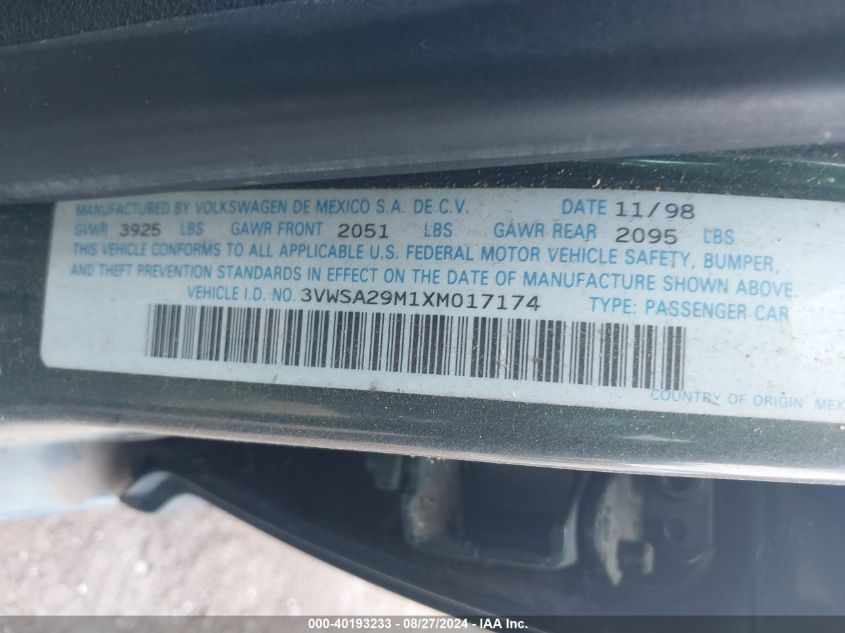 MANUFACTURED BY VOLKSWAGEN DE MEXICO S.A. DE C.V. DATE 11/98
GVWR 3925 LBS GAWR FRONT 2051 LBS GAWR REAR 2095 LBS
THIS VEHICLE CONFORMS TO ALL APPLICABLE U.S. FEDERAL MOTOR VEHICLE SAFETY, BUMPER,
AND THEFT PREVENTION STANDARDS IN EFFECT ON THE DATE OF MANUFACTURE SHOWN ABOVE.
VEHICLE I.D. NO. 3VWSA29M1XM017174 TYPE: PASSENGER CAR
COUNTRY OF ORIGIN: MEX
000-40193233 - 08/27/2024 - IAA, Inc.